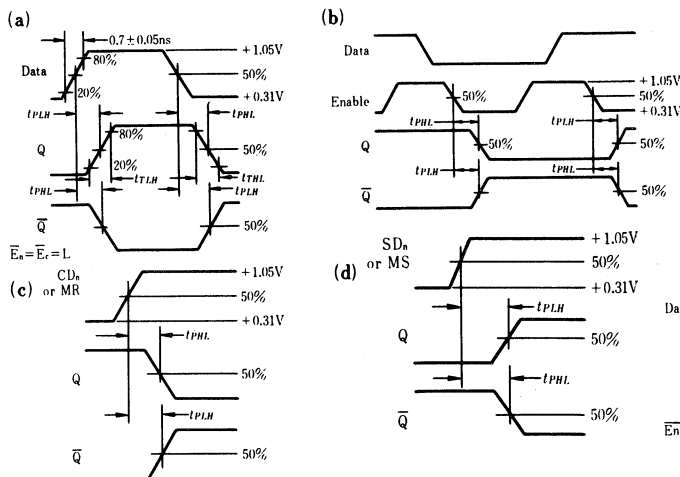 (a)
0.7±0.05ns
+1.05V
80%
Data
50%
20%
+0.31V
tPLH
tPHL
80%
Q
50%
20%
tTLH
tTHL
tPHL
tPLH
Q̅
50%
E̅n=E̅c=L
(b)
Data
+1.05V
Enable
50%
50%
+0.31V
tPHL
tPLH
Q
50%
50%
tPLH
tPHL
Q̅
50%
(c)
CDn
or MR
+1.05V
50%
+0.31V
tPHL
Q
50%
tPLH
Q̅
50%
(d)
SDn
or MS
+1.05V
50%
+0.31V
tPLH
Q
50%
tPHL
Q̅
50%
Da
E̅n